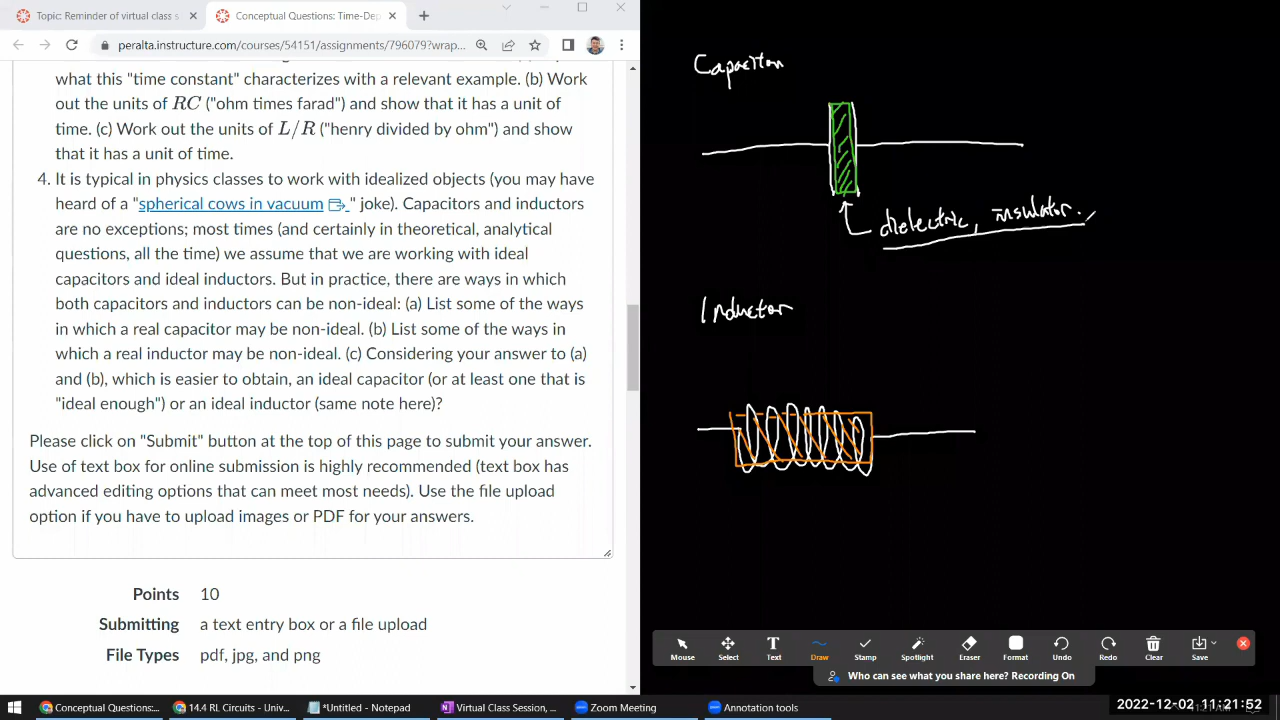 Topic: Reminder of virtual class s
Conceptual Questions: Time-De
peralta.instructure.com/courses/54151/assignments/796079?wrap...
what this "time constant" characterizes with a relevant example. (b) Work
out the units of RC ("ohm times farad") and show that it has a unit of
time. (c) Work out the units of L/R ("henry divided by ohm") and show
that it has a unit of time.
4. It is typical in physics classes to work with idealized objects (you may have
heard of a "spherical cows in vacuum " joke). Capacitors and inductors
are no exceptions; most times (and certainly in theoretical, analytical
questions, all the time) we assume that we are working with ideal
capacitors and ideal inductors. But in practice, there are ways in which
both capacitors and inductors can be non-ideal: (a) List some of the ways
in which a real capacitor may be non-ideal. (b) List some of the ways in
which a real inductor may be non-ideal. (c) Considering your answer to (a)
and (b), which is easier to obtain, an ideal capacitor (or at least one that is
"ideal enough") or an ideal inductor (same note here)?
Please click on "Submit" button at the top of this page to submit your answer.
Use of text box for online submission is highly recommended (text box has
advanced editing options that can meet most needs). Use the file upload
option if you have to upload images or PDF for your answers.
Points 10
Submitting a text entry box or a file upload
File Types pdf, jpg, and png
Capacitor
dielectric, insulator.
Inductor
Mouse Select Text Draw Stamp Spotlight Eraser Format Undo Redo Clear Save
Who can see what you share here? Recording On
Conceptual Questions:... 14.4 RL Circuits - Univ... *Untitled - Notepad Virtual Class Session, ... Zoom Meeting Annotation tools 2022-12-02 11:21:52